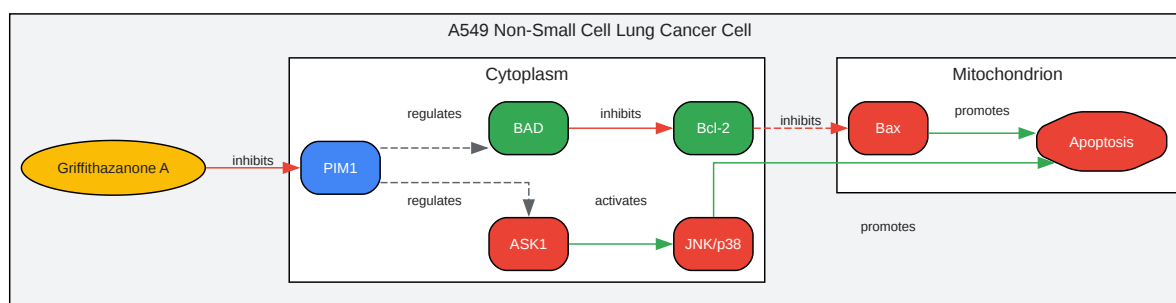 A549 Non-Small Cell Lung Cancer Cell
Cytoplasm
Mitochondrion
regulates
inhibits
promotes
BAD
Bcl-2
inhibits
Bax
Apoptosis
Griffithazanone A
inhibits
PIM1
regulates
activates
promotes
ASK1
JNK/p38